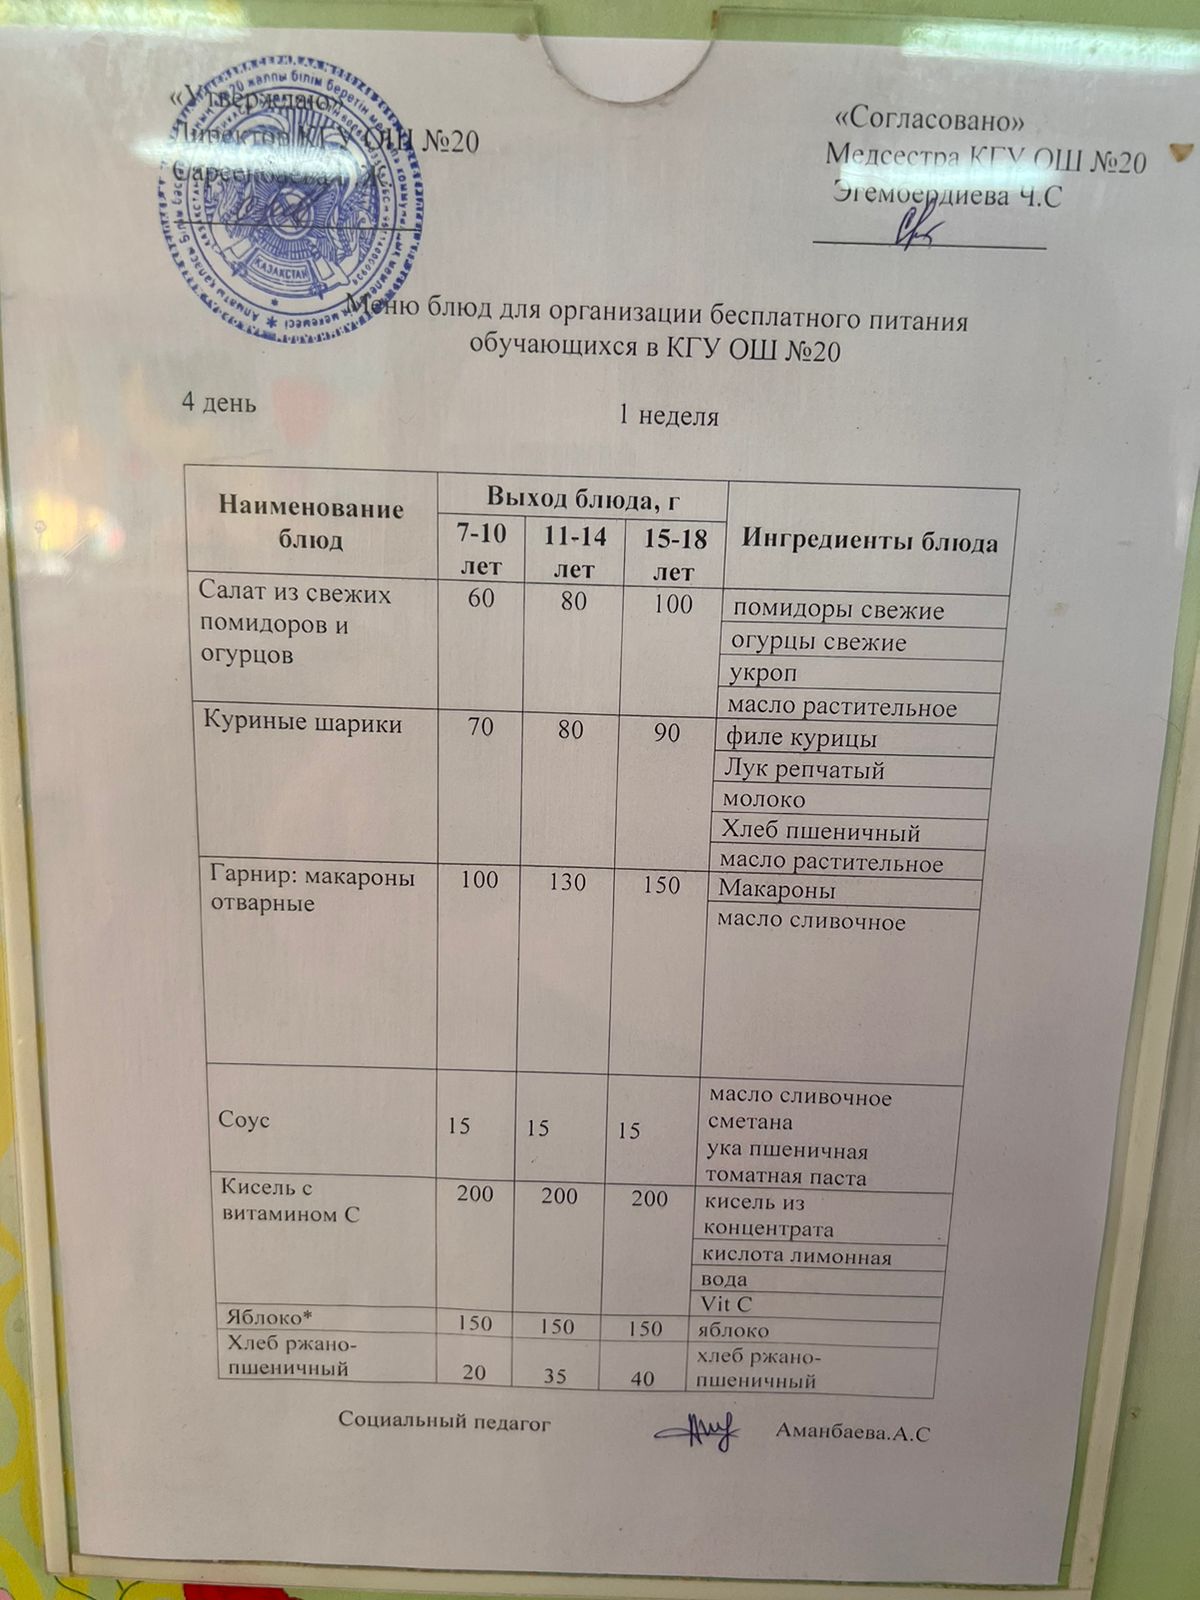 «Утверждаю»
Директор КГУ ОШ №20
«Согласовано»
Медсестра КГУ ОШ №20
Эгембердиева Ч.С
КАЗАКСТАН
Меню блюд для организации бесплатного питания
обучающихся в КГУ ОШ №20
4 день
1 неделя
Наименование блюд
Выход блюда, г
Ингредиенты блюда
7-10 лет
11-14 лет
15-18 лет
Салат из свежих помидоров и огурцов
60
80
100
помидоры свежие
огурцы свежие
укроп
масло растительное
Куриные шарики
70
80
90
филе курицы
Лук репчатый
молоко
Хлеб пшеничный
масло растительное
Гарнир: макароны отварные
100
130
150
Макароны
масло сливочное
Соус
15
15
15
масло сливочное
сметана
ука пшеничная
томатная паста
Кисель с витамином С
200
200
200
кисель из концентрата
кислота лимонная
вода
Vit C
Яблоко*
150
150
150
яблоко
Хлеб ржано-пшеничный
20
35
40
хлеб ржано-пшеничный
Социальный педагог
Аманбаева.А.С